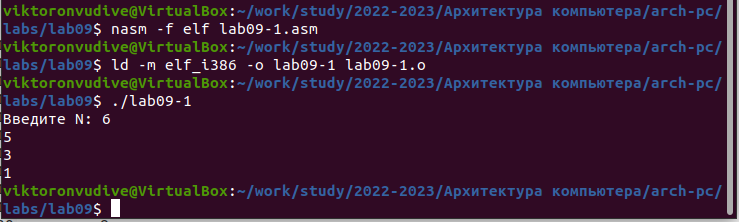 viktoronvudive@VirtualBox:~/work/study/2022-2023/Архитектура компьютера/arch-pc/
labs/lab09$ nasm -f elf lab09-1.asm
viktoronvudive@VirtualBox:~/work/study/2022-2023/Архитектура компьютера/arch-pc/
labs/lab09$ ld -m elf_i386 -o lab09-1 lab09-1.o
viktoronvudive@VirtualBox:~/work/study/2022-2023/Архитектура компьютера/arch-pc/
labs/lab09$ ./lab09-1
Введите N: 6
5
3
1
viktoronvudive@VirtualBox:~/work/study/2022-2023/Архитектура компьютера/arch-pc/
labs/lab09$